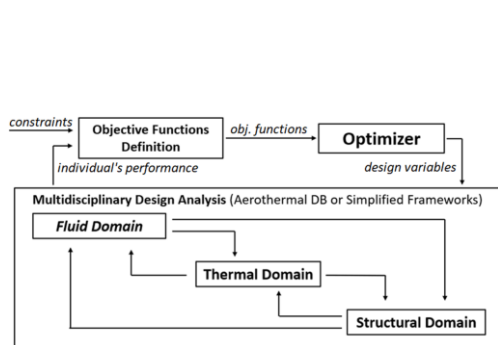 constraints
Objective Functions
Definition
obj. functions
Optimizer
individual's performance
design variables
Multidisciplinary Design Analysis (Aerothermal DB or Simplified Frameworks)
Fluid Domain
Thermal Domain
Structural Domain